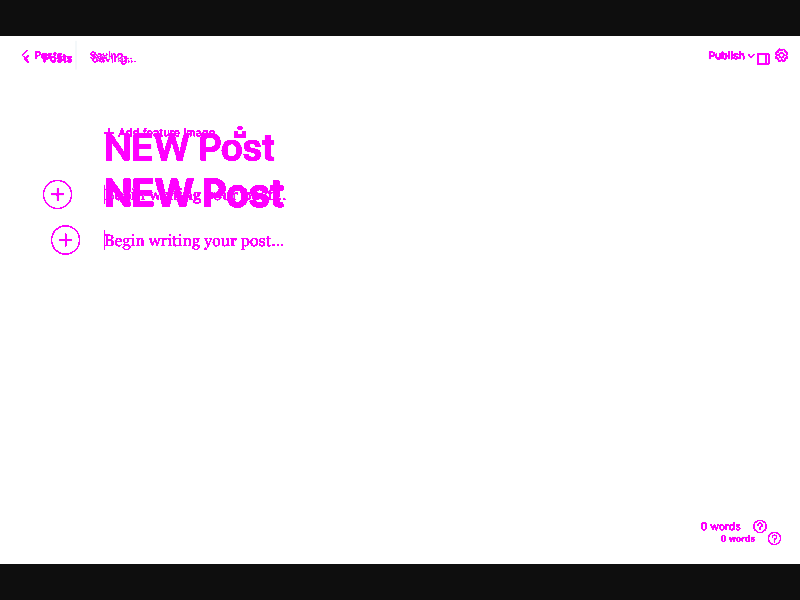 Posts Saving... Publish
Posts
+ Add feature image
NEW Post
NEW Post
Begin writing your post...
Begin writing your post...
0 words
0 words